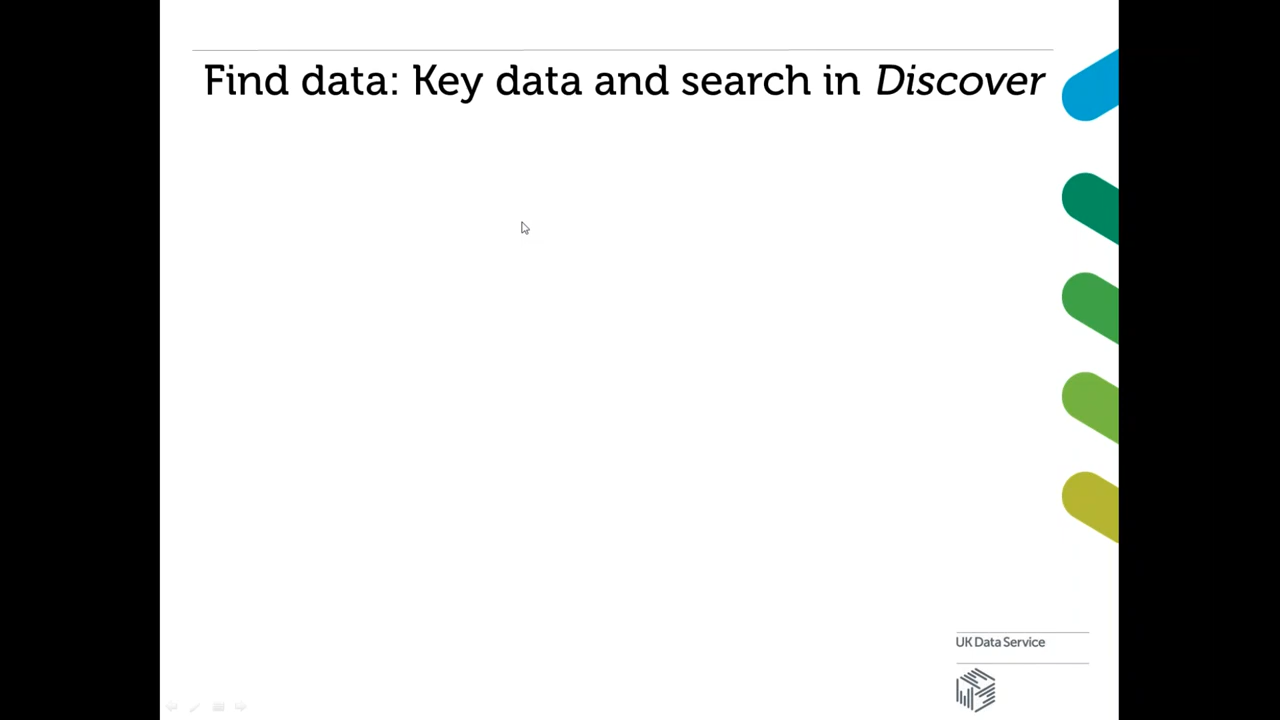 Find data: Key data and search in Discover
UK Data Service